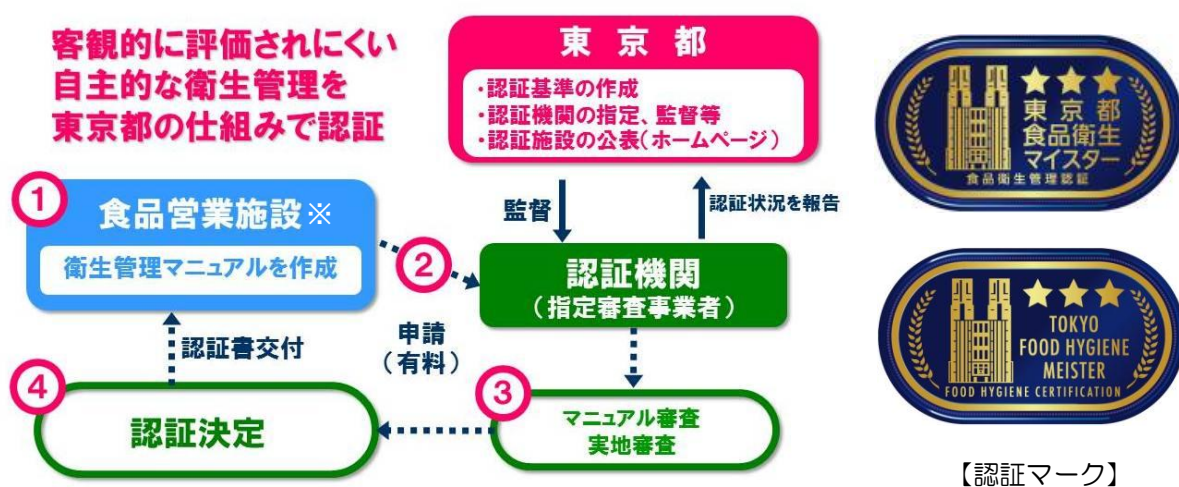 客観的に評価されにくい
自主的な衛生管理を
東京都の仕組みで認証
東京都
・認証基準の作成
・認証機関の指定、監督等
・認証施設の公表(ホームページ)
①
食品営業施設※
衛生管理マニュアルを作成
②
監督
認証状況を報告
認証機関
(指定審査事業者)
認証書交付
申請
(有料)
④
認証決定
③
マニュアル審査
実地審査
東京都
食品衛生
マイスター
食品衛生管理認証
TOKYO
FOOD HYGIENE
MEISTER
FOOD HYGIENE CERTIFICATION
【認証マーク】